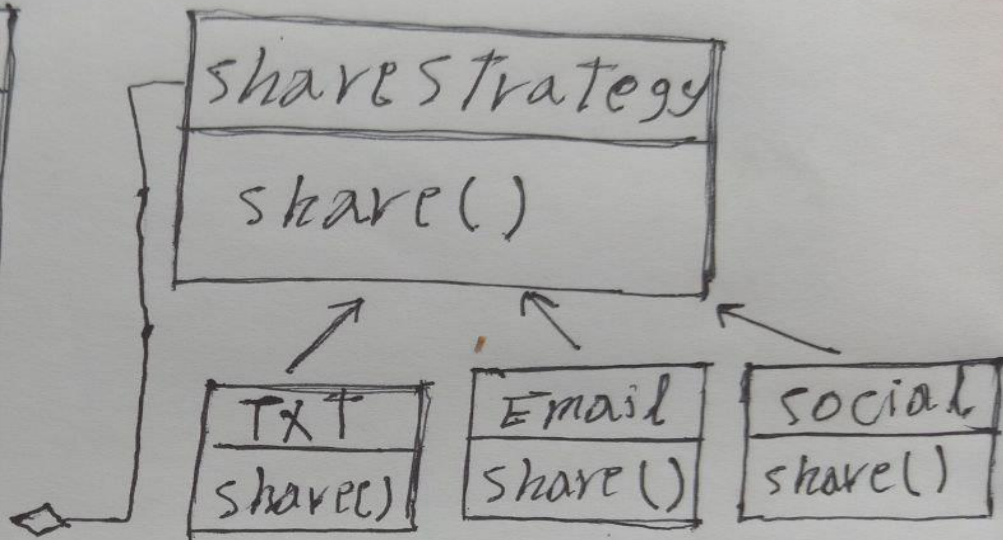 shareStrategy
share()
TXT
share()
Email
share()
social
share()